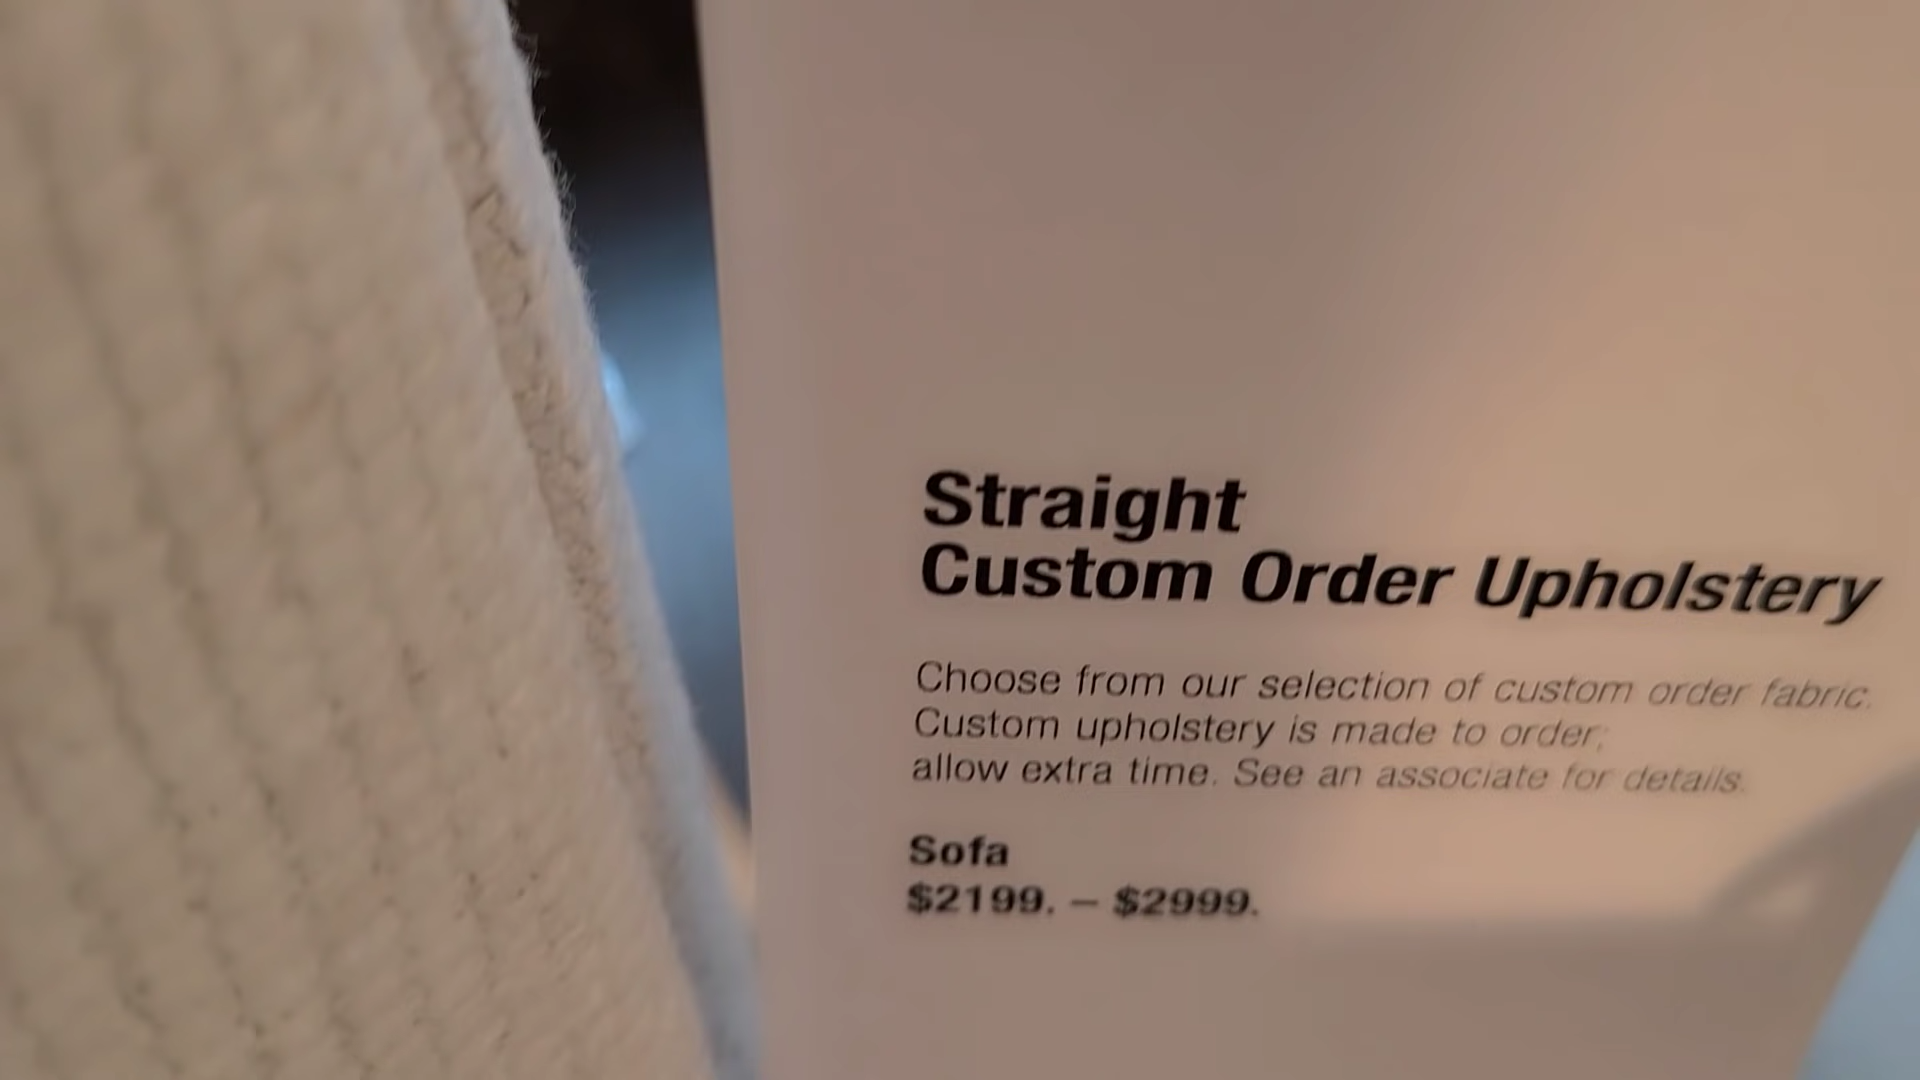 Straight
Custom Order Upholstery
Choose from our selection of custom order fabric.
Custom upholstery is made to order;
allow extra time. See an associate for details.
Sofa
$2199. – $2999.